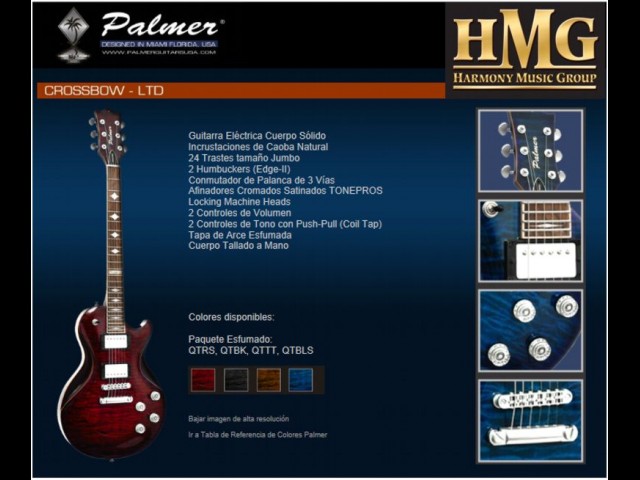 Palmer®
DESIGNED IN MIAMI FLORIDA, USA
WWW.PALMERGUITARSUSA.COM
HMG
HARMONY MUSIC GROUP
CROSSBOW - LTD
Palmer
Guitarra Eléctrica Cuerpo Sólido
Incrustaciones de Caoba Natural
24 Trastes tamaño Jumbo
2 Humbuckers (Edge-II)
Conmutador de Palanca de 3 Vías
Afinadores Cromados Satinados TONEPROS
Locking Machine Heads
2 Controles de Volumen
2 Controles de Tono con Push-Pull (Coil Tap)
Tapa de Arce Esfumada
Cuerpo Tallado a Mano
Palmer
Colores disponibles:
Paquete Esfumado:
QTRS, QTBK, QTTT, QTBLS
Bajar imagen de alta resolución
Ir a Tabla de Referencia de Colores Palmer